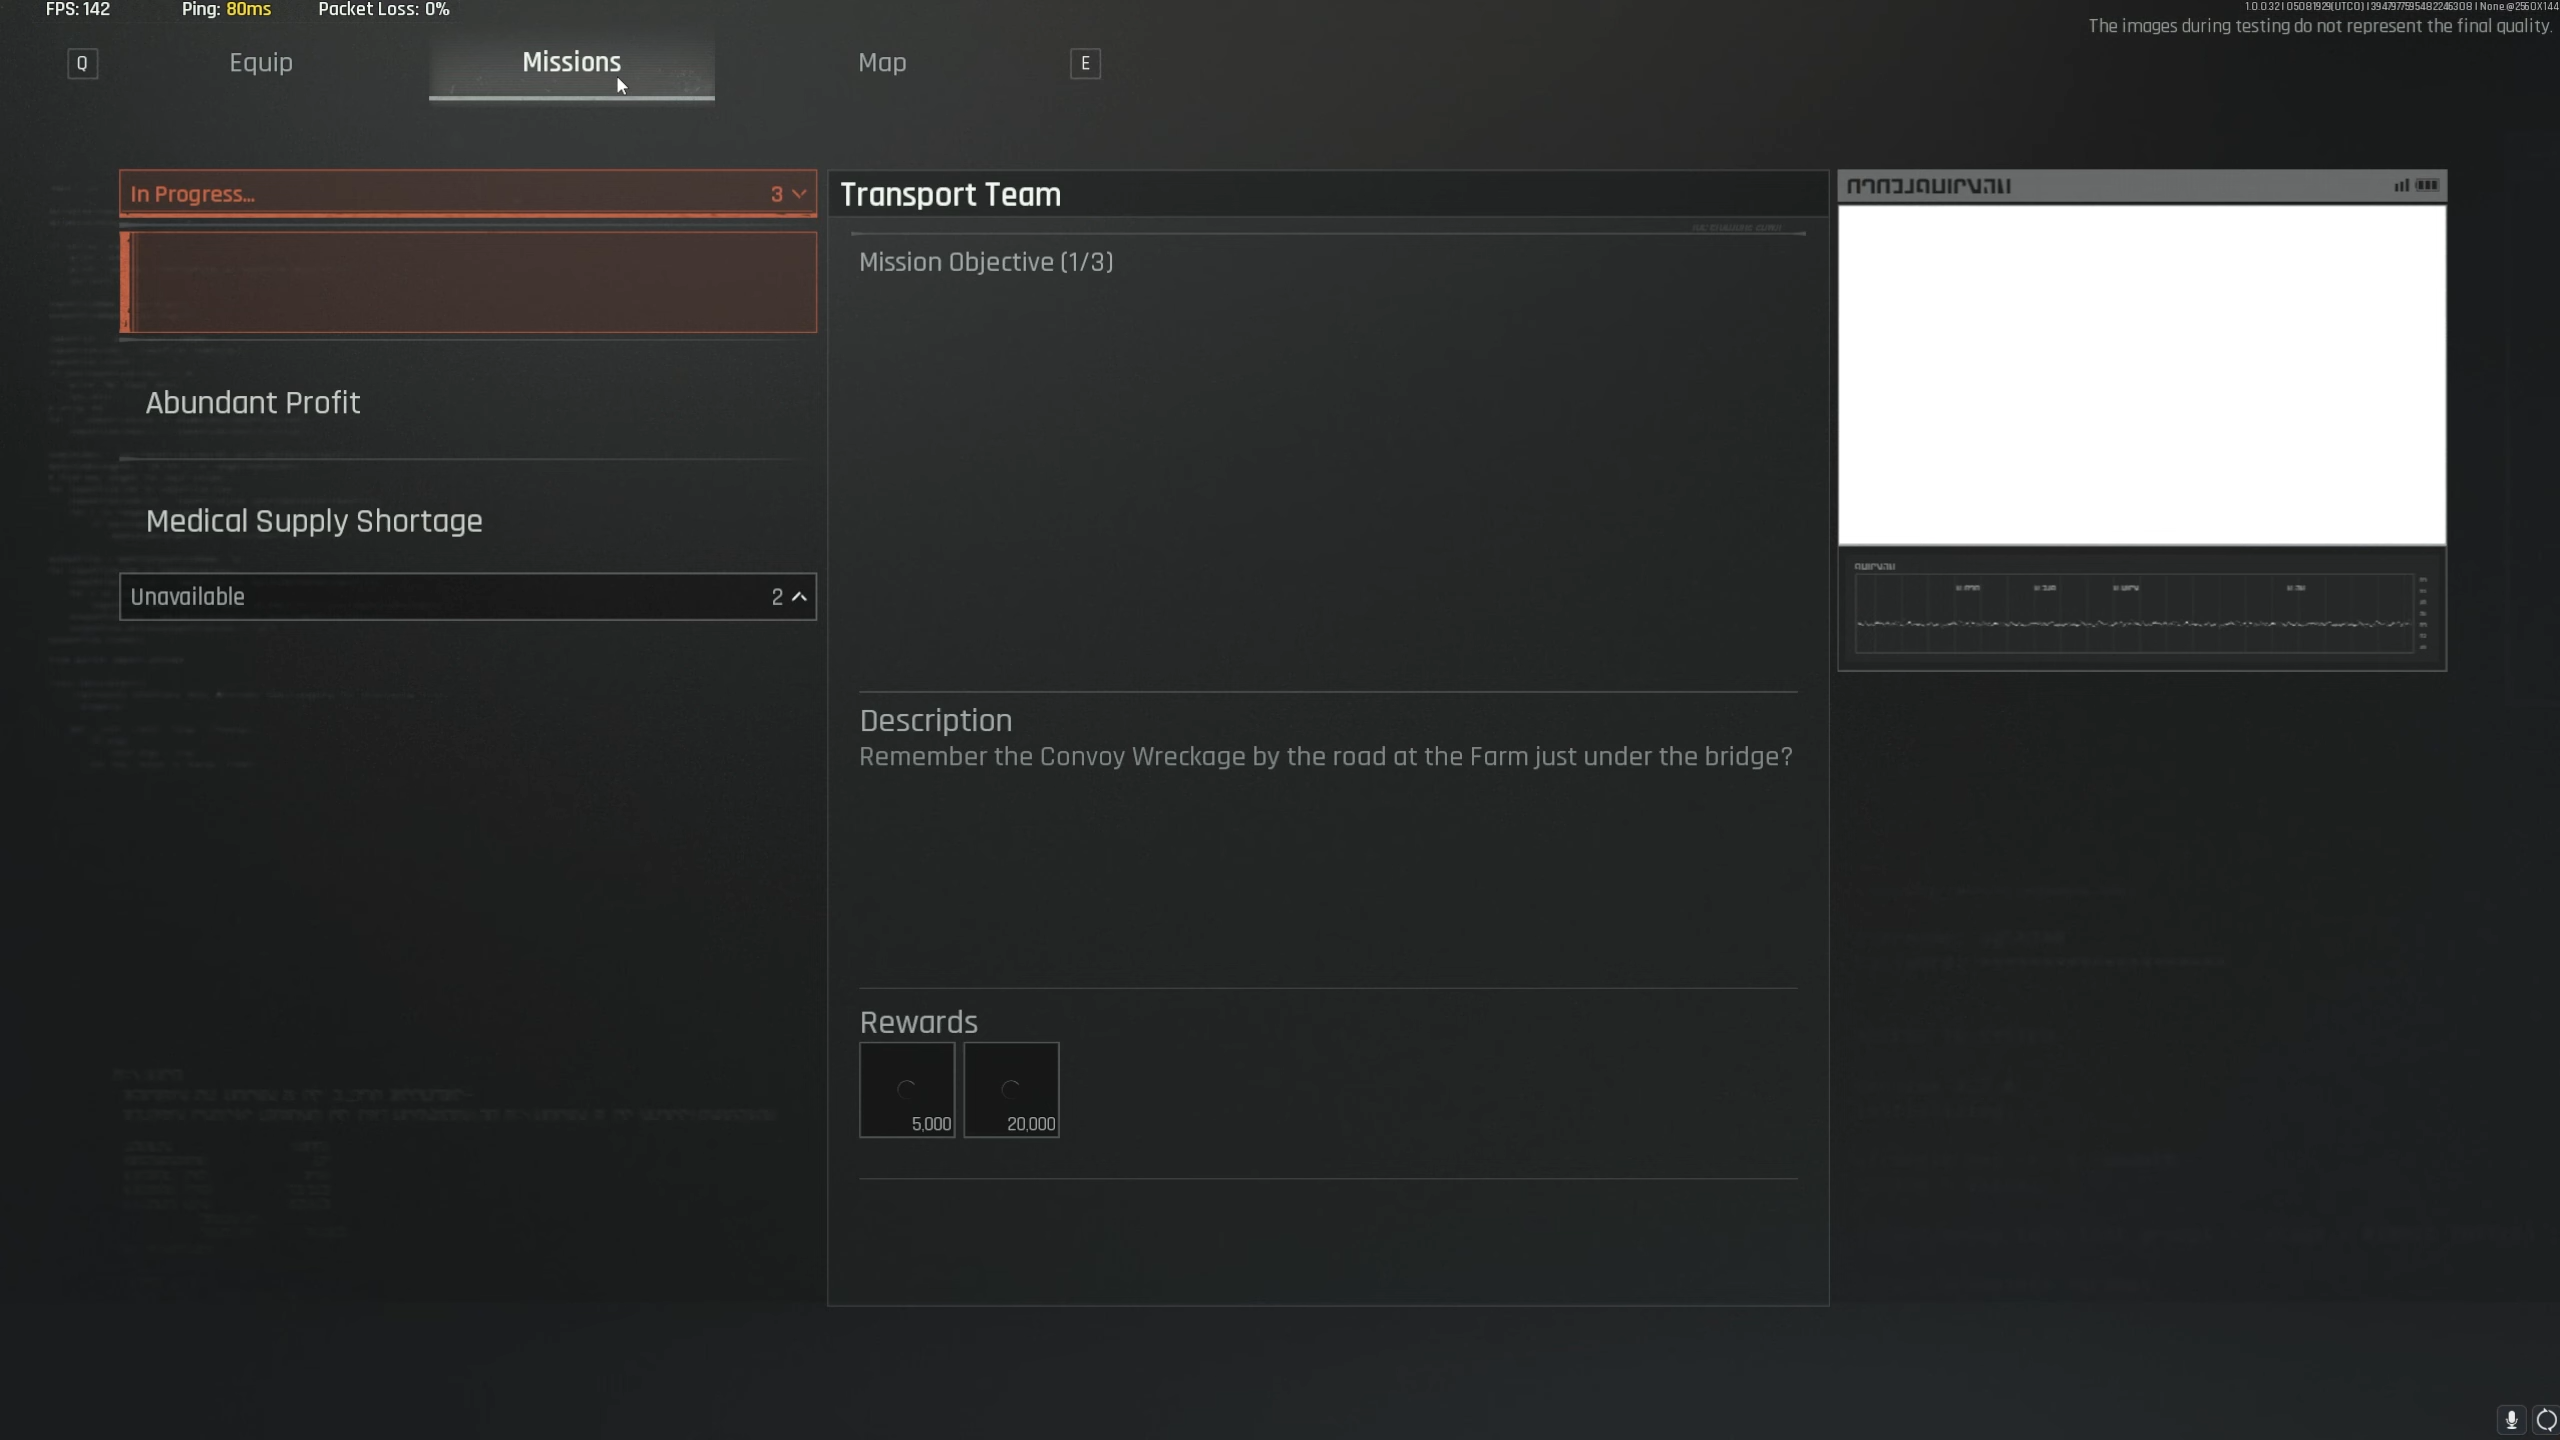 FPS: 142 Ping: 80ms Packet Loss: 0%
The images during testing do not represent the final quality.
Q Equip Missions Map E
In Progress... 3
Abundant Profit
Medical Supply Shortage
Unavailable 2
Transport Team
Mission Objective (1/3)
Description
Remember the Convoy Wreckage by the road at the Farm just under the bridge?
Rewards
5,000 20,000